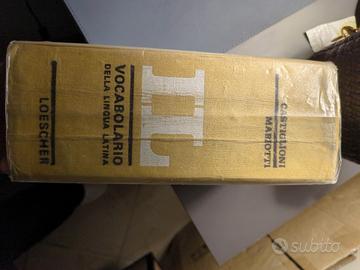 CASTIGLIONI
MARIOTTI
IL
VOCABOLARIO
DELLA LINGUA LATINA
LOESCHER
subito